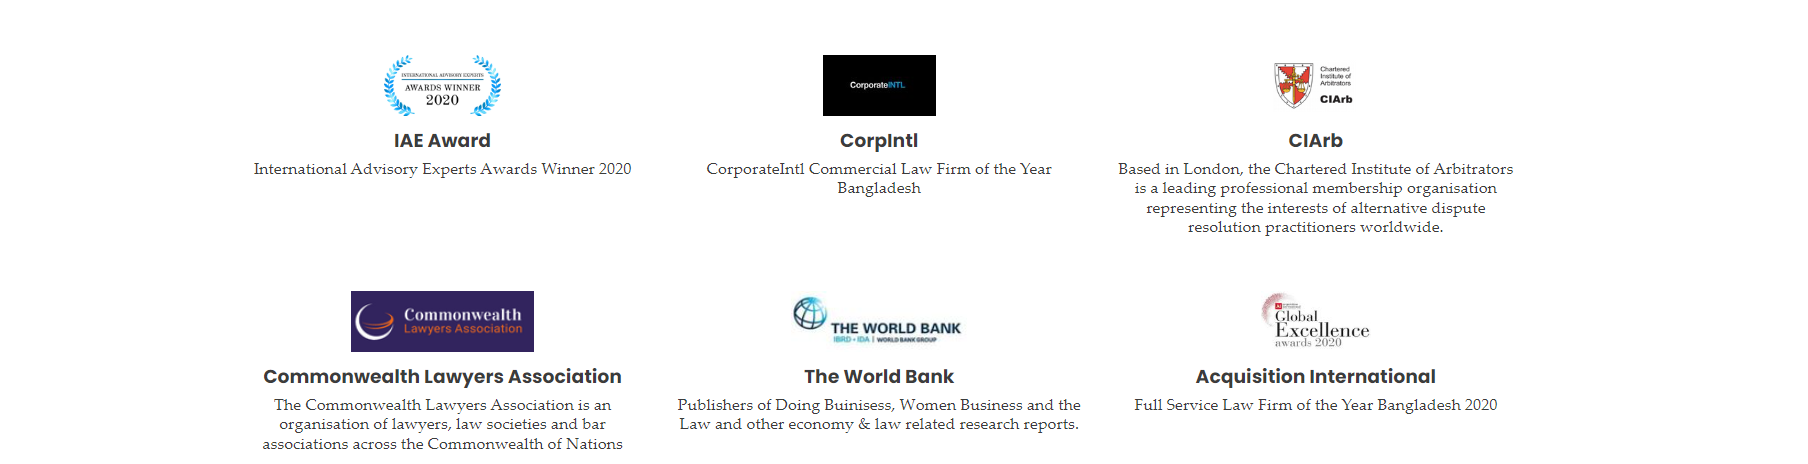 INTERNATIONAL ADVISORY EXPERTS
AWARDS WINNER
2020
IAE Award
International Advisory Experts Awards Winner 2020
CorporateINTL
CorpIntl
CorporateIntl Commercial Law Firm of the Year
Bangladesh
Chartered
Institute of
Arbitrators
CIArb
CIArb
Based in London, the Chartered Institute of Arbitrators
is a leading professional membership organisation
representing the interests of alternative dispute
resolution practitioners worldwide.
Commonwealth
Lawyers Association
Commonwealth Lawyers Association
The Commonwealth Lawyers Association is an
organisation of lawyers, law societies and bar
associations across the Commonwealth of Nations
THE WORLD BANK
IBRD • IDA | WORLD BANK GROUP
The World Bank
Publishers of Doing Buinisess, Women Business and the
Law and other economy & law related research reports.
AI
Global
Excellence
awards 2020
Acquisition International
Full Service Law Firm of the Year Bangladesh 2020